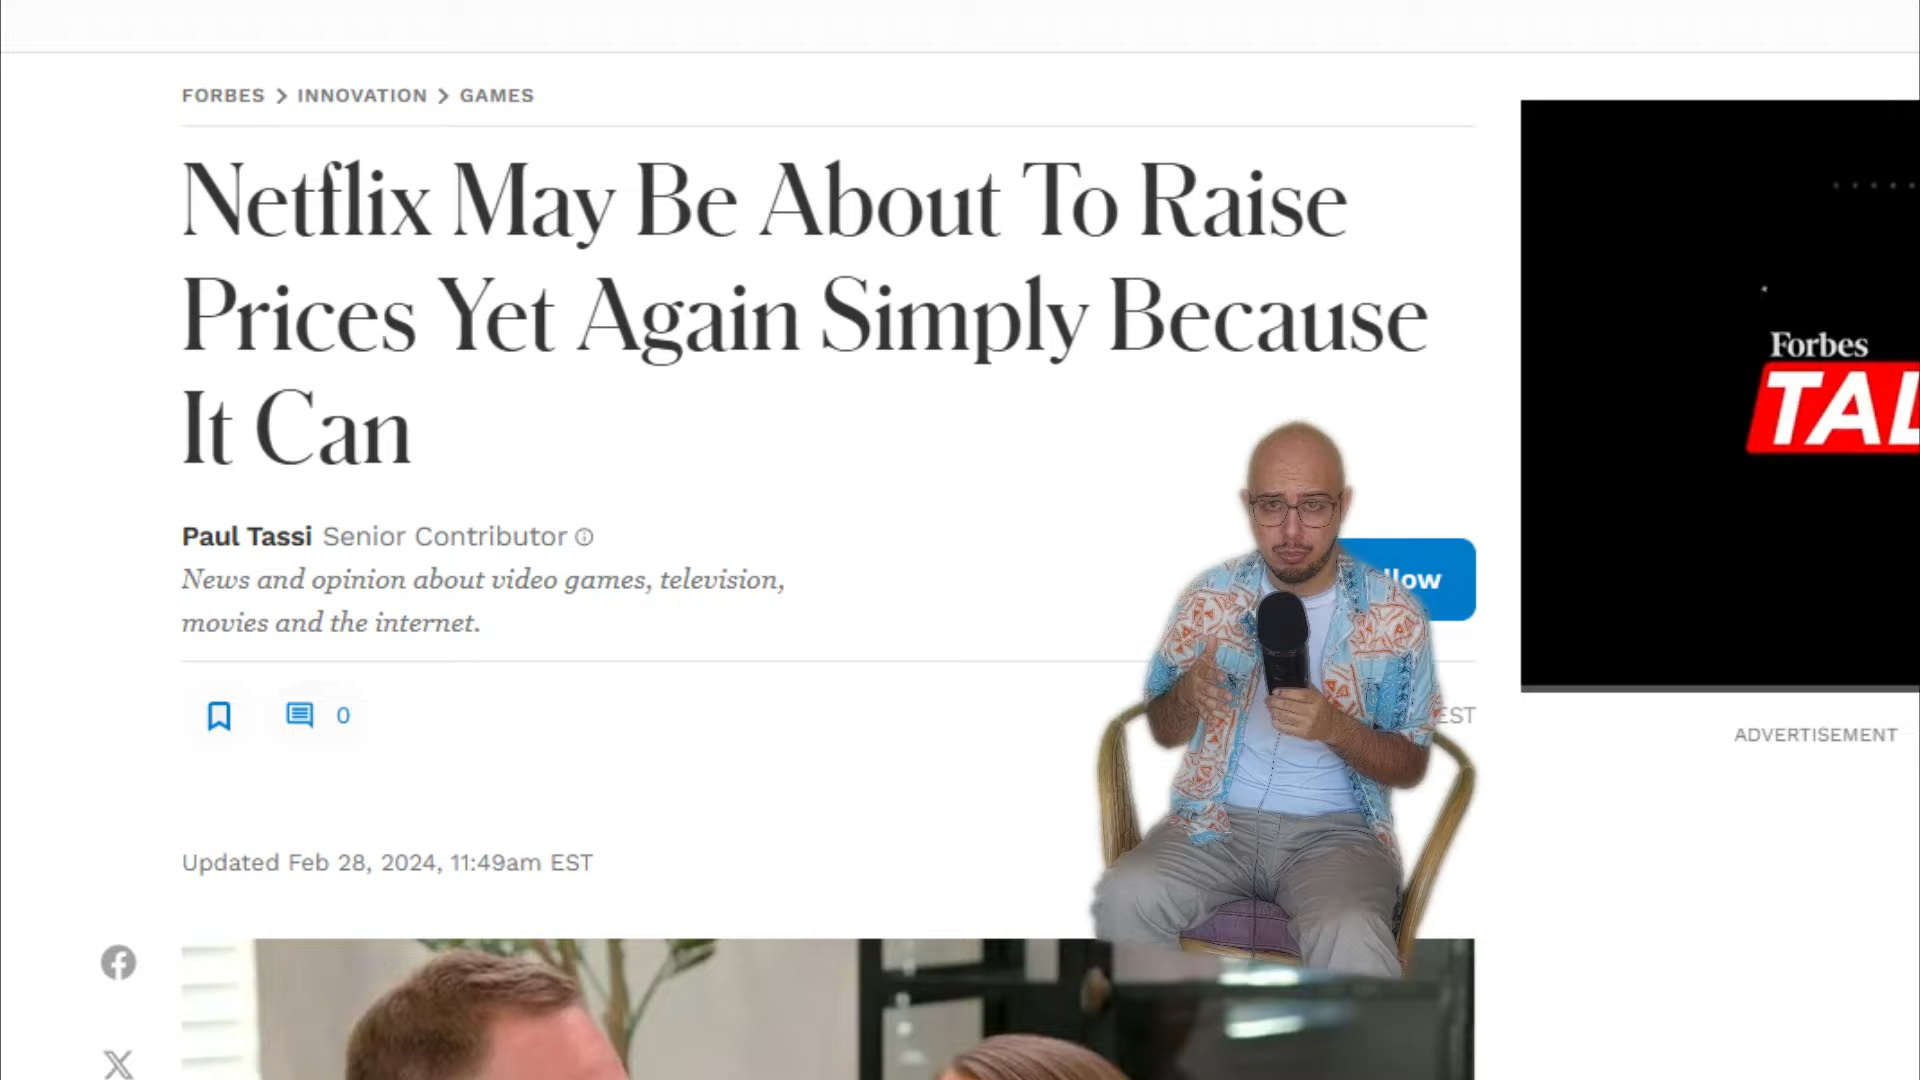 FORBES > INNOVATION > GAMES
Netflix May Be About To Raise
Prices Yet Again Simply Because
It Can
Paul Tassi Senior Contributor
News and opinion about video games, television,
movies and the internet.
0
EST
Updated Feb 28, 2024, 11:49am EST
Forbes
ADVERTISEMENT